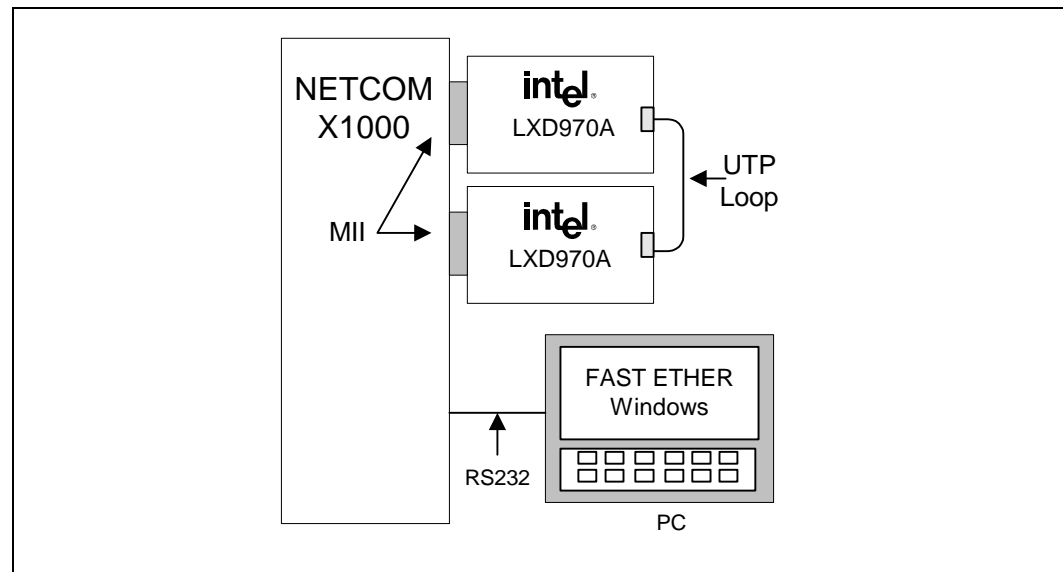 NETCOM
X1000
intel®
LXD970A
MII
intel®
LXD970A
UTP
Loop
FAST ETHER
Windows
RS232
PC